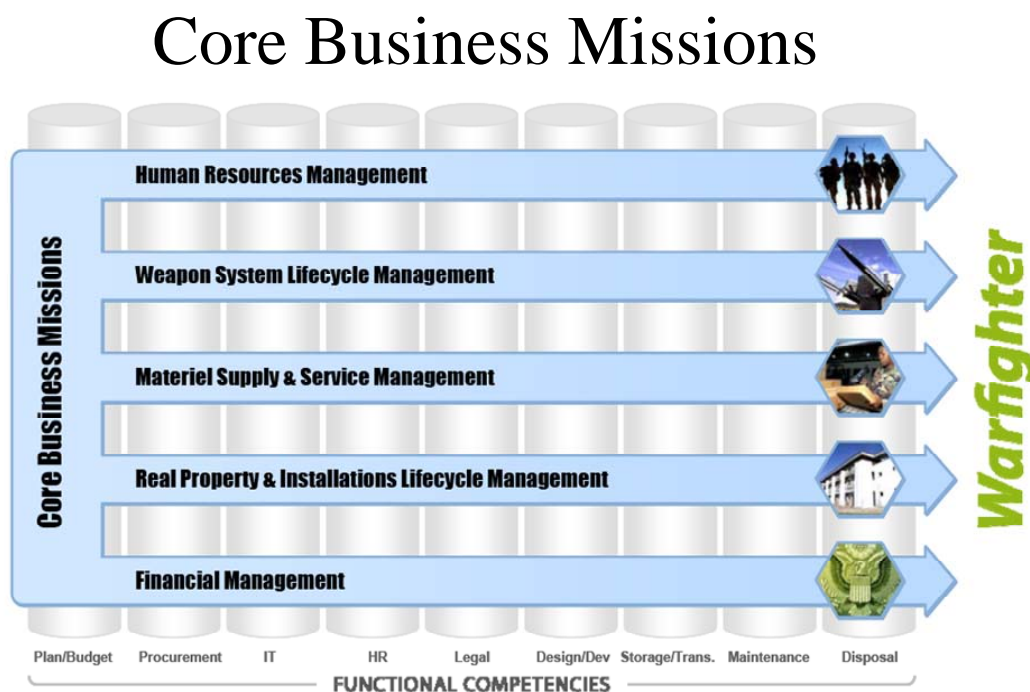 Core Business Missions
Core Business Missions
Human Resources Management
Weapon System Lifecycle Management
Materiel Supply & Service Management
Real Property & Installations Lifecycle Management
Financial Management
Warfighter
Plan/Budget Procurement IT HR Legal Design/Dev Storage/Trans. Maintenance Disposal
FUNCTIONAL COMPETENCIES